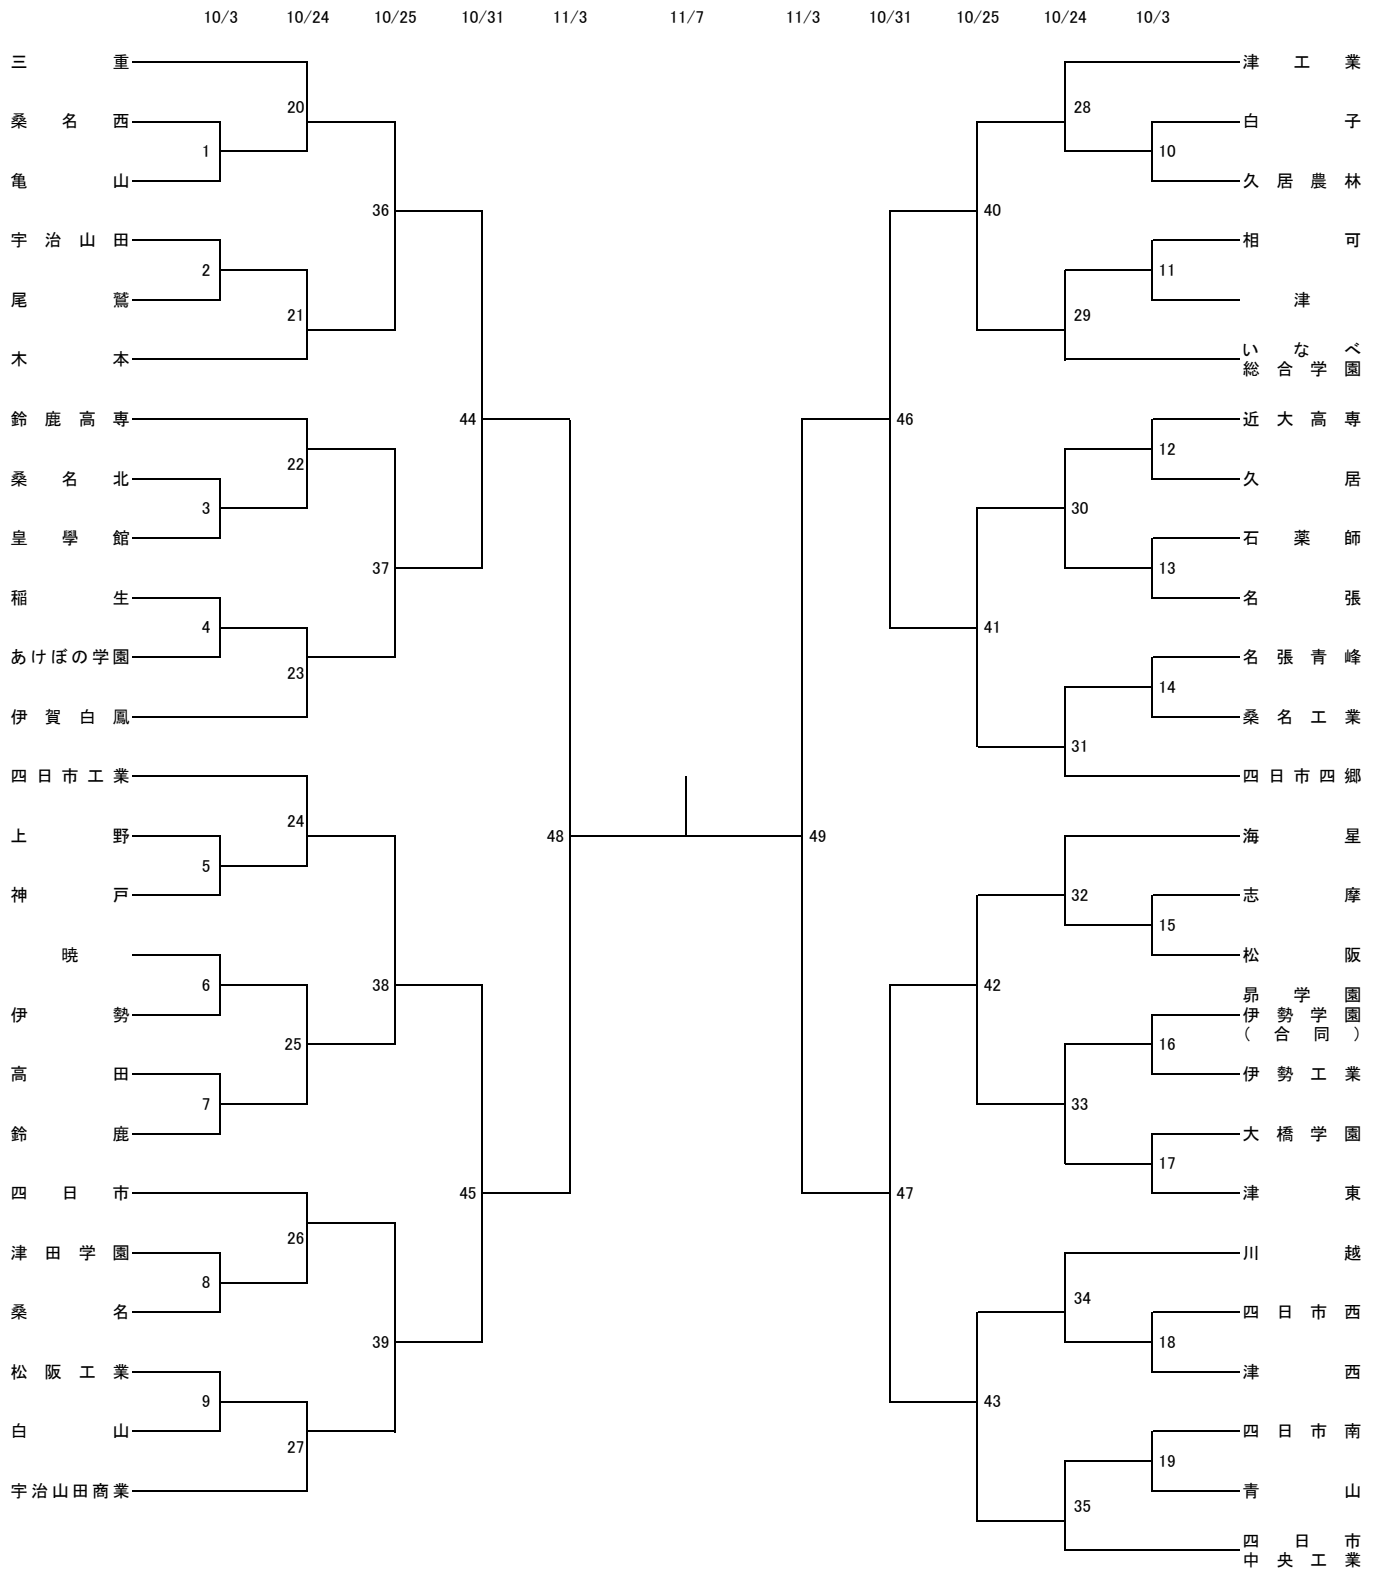 10/3 10/24 10/25 10/31 11/3 11/7 11/3 10/31 10/25 10/24 10/3
三重
桑名西
亀山
宇治山田
尾鷲
木本
鈴鹿高専
桑名北
皇學館
稲生
あけぼの学園
伊賀白鳳
四日市工業
上野
神戸
暁
伊勢
高田
鈴鹿
四日市
津田学園
桑名
松阪工業
白山
宇治山田商業
1
2
3
4
5
6
7
8
9
20
21
22
23
24
25
26
27
36
37
38
39
44
45
48
49
46
47
40
41
42
43
28
29
30
31
32
33
34
35
10
11
12
13
14
15
16
17
18
19
津工業
白子
久居農林
相可
津
いなべ
総合学園
近大高専
久居
石薬師
名張
名張青峰
桑名工業
四日市四郷
海星
志摩
松阪
昴学園
伊勢学園
(合同)
伊勢工業
大橋学園
津東
川越
四日市西
津西
四日市南
青山
四日市
中央工業